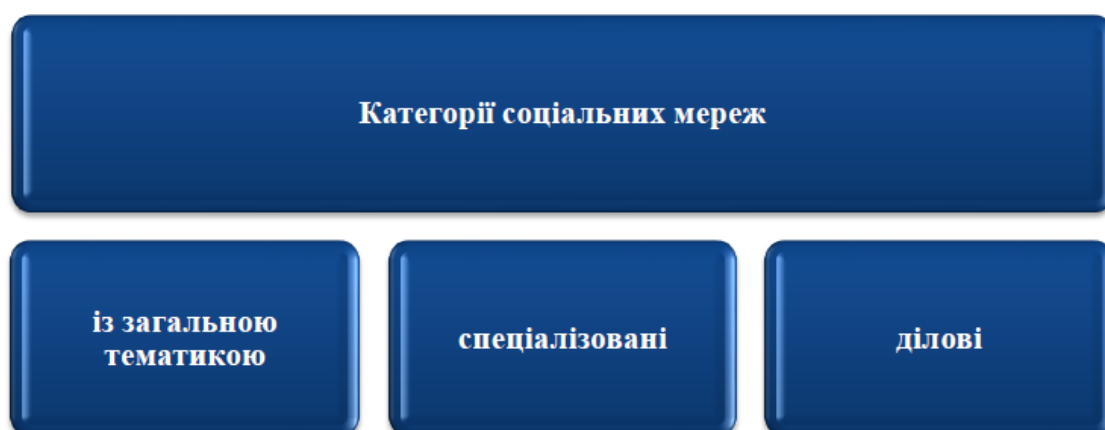 Категорії соціальних мереж
із загальною
тематикою
спеціалізовані
ділові